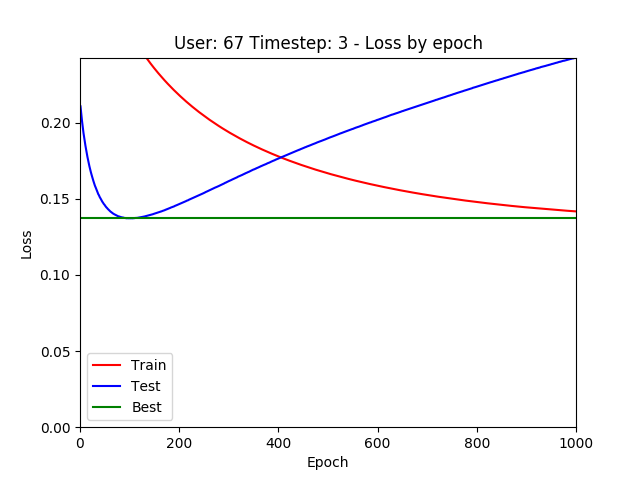 User: 67 Timestep: 3 - Loss by epoch
0.20
0.15
0.10
0.05
0.00
Loss
Train
Test
Best
0 200 400 600 800 1000
Epoch